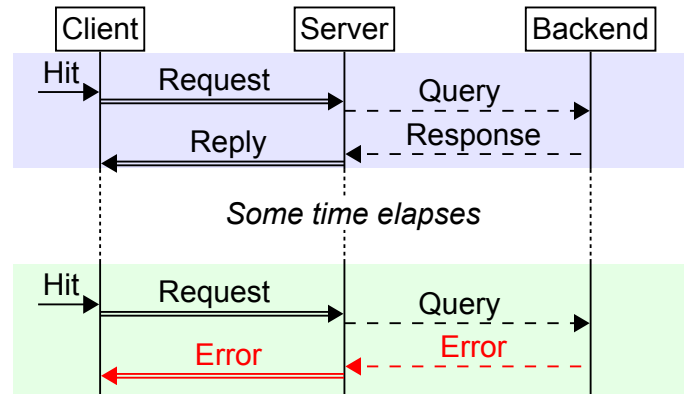 Client Server Backend
Hit
Request
Query
Response
Reply
Some time elapses
Hit
Request
Query
Error
Error